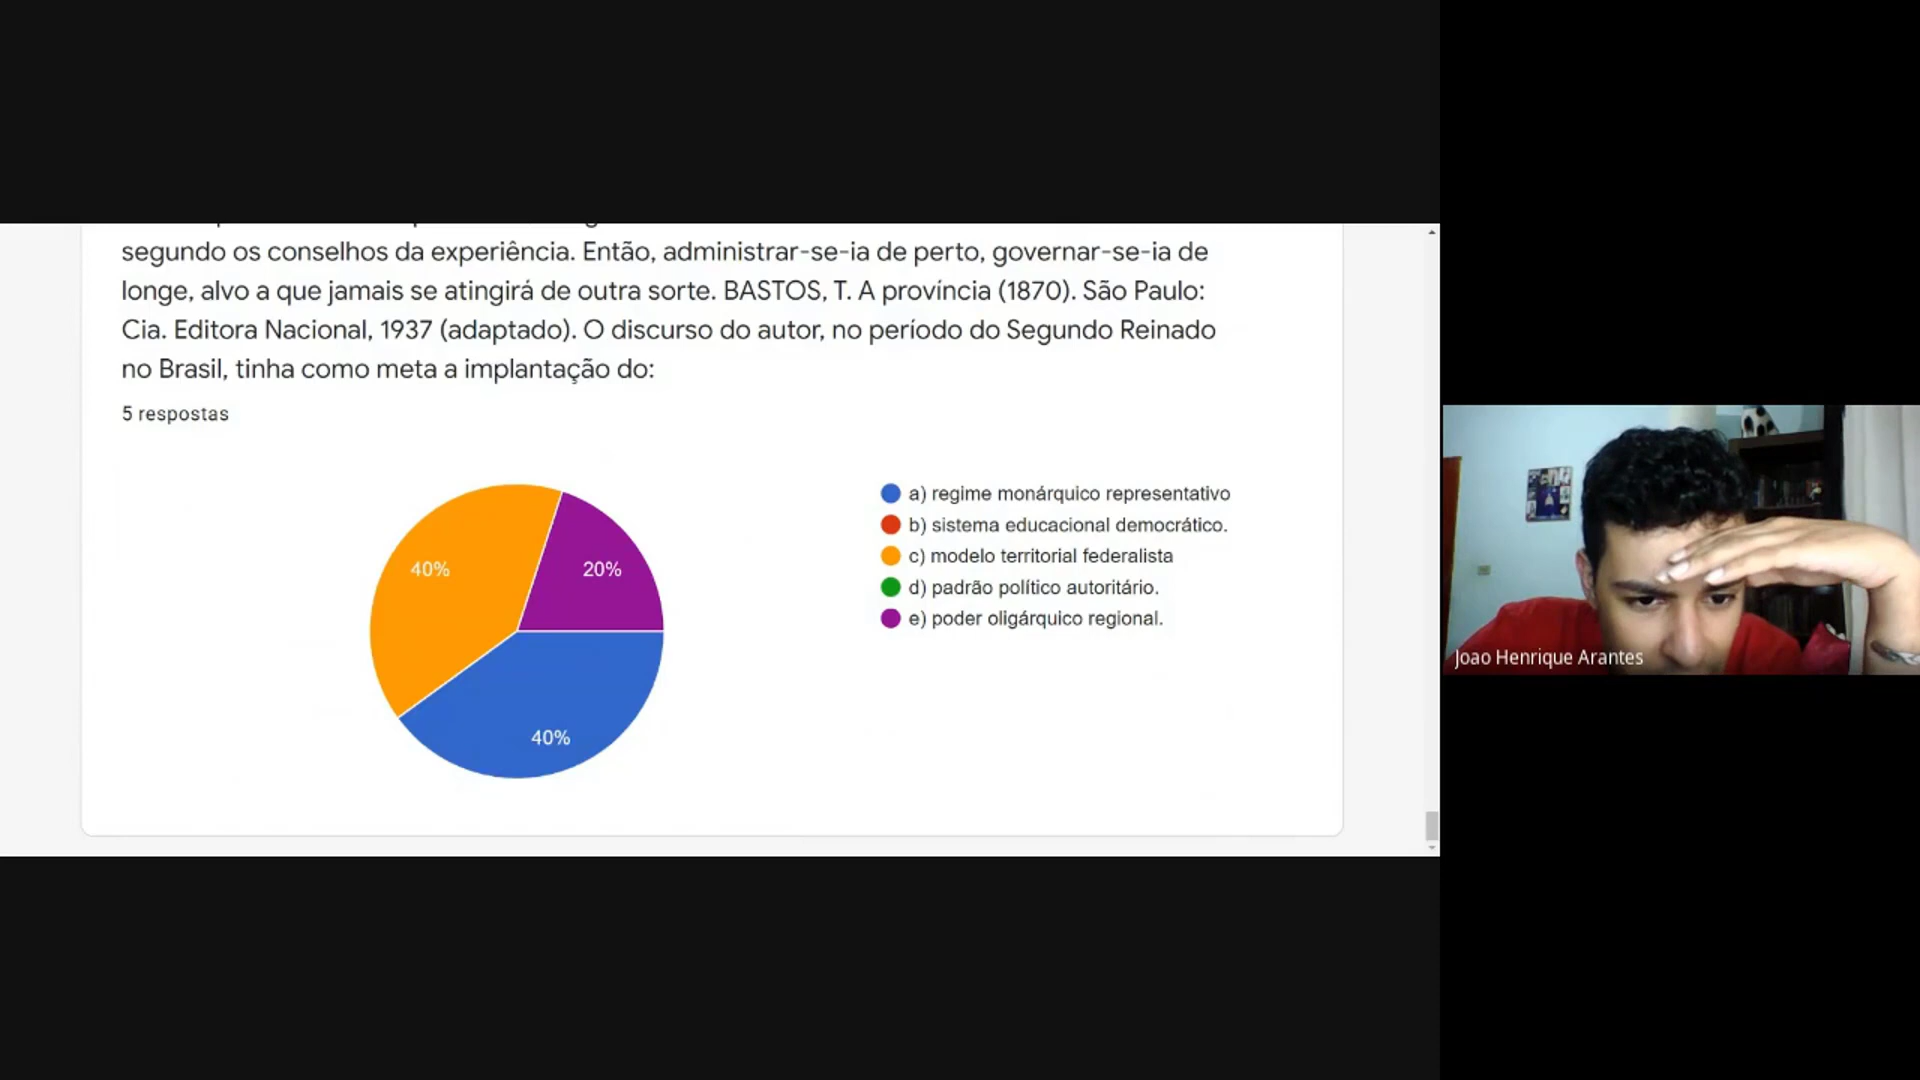 segundo os conselhos da experiência. Então, administrar-se-ia de perto, governar-se-ia de
longe, alvo a que jamais se atingirá de outra sorte. BASTOS, T. A província (1870). São Paulo:
Cia. Editora Nacional, 1937 (adaptado). O discurso do autor, no período do Segundo Reinado
no Brasil, tinha como meta a implantação do:
5 respostas
a) regime monárquico representativo
b) sistema educacional democrático.
c) modelo territorial federalista
d) padrão político autoritário.
e) poder oligárquico regional.
40%
20%
40%
Joao Henrique Arantes